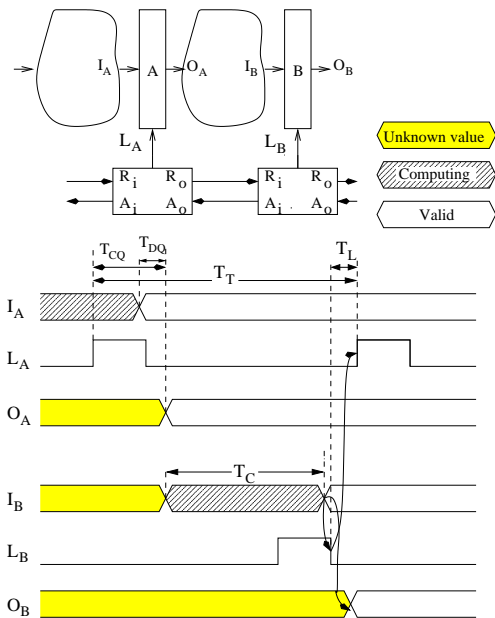 I_A A O_A I_B B O_B
L_A L_B
R_i R_o R_i R_o
A_i A_o A_i A_o
Unknown value
Computing
Valid
T_CQ T_DQ T_T T_L
I_A
L_A
O_A
T_C
I_B
L_B
O_B